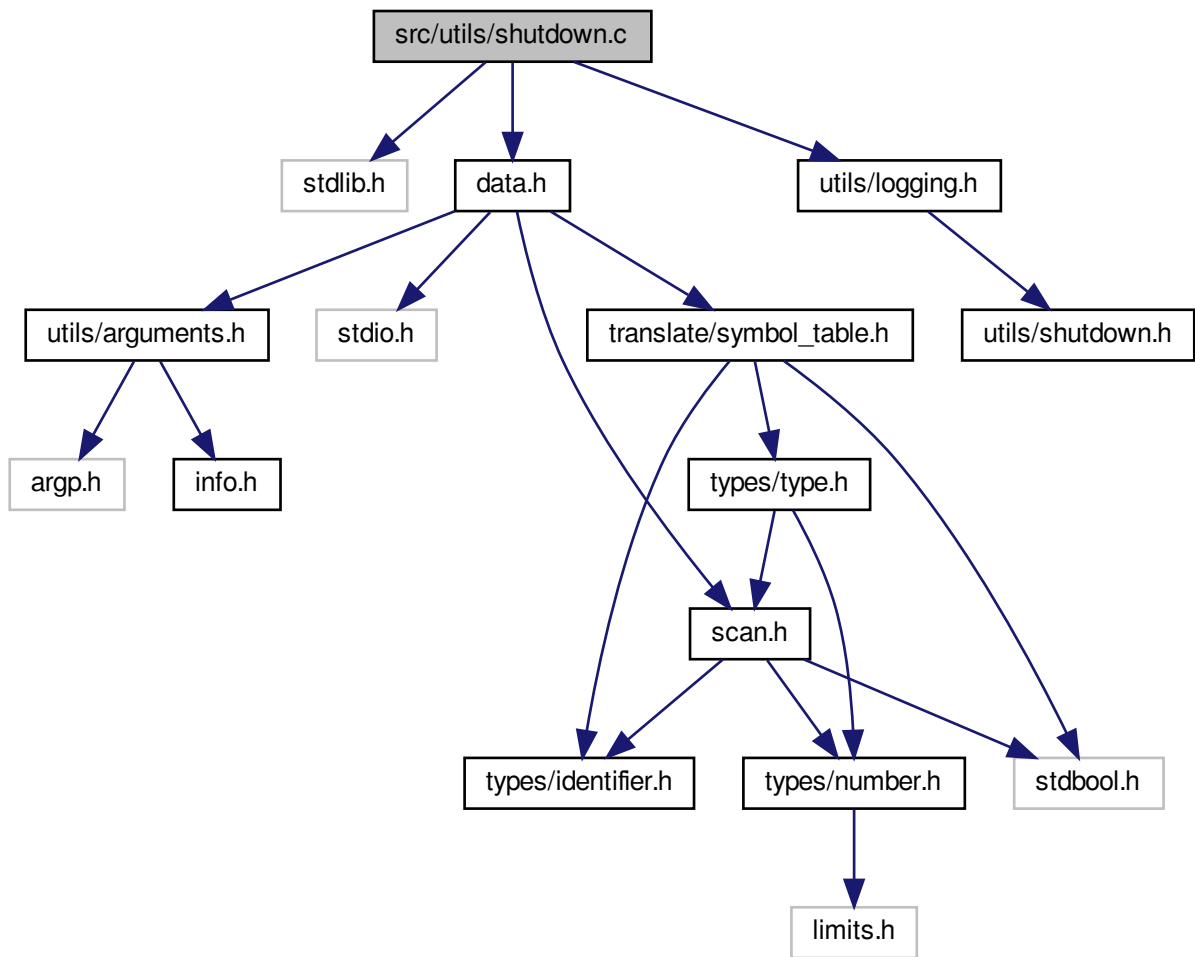 src/utils/shutdown.c
stdlib.h
data.h
utils/logging.h
utils/arguments.h
stdio.h
translate/symbol_table.h
utils/shutdown.h
argp.h
info.h
types/type.h
scan.h
types/identifier.h
types/number.h
stdbool.h
limits.h